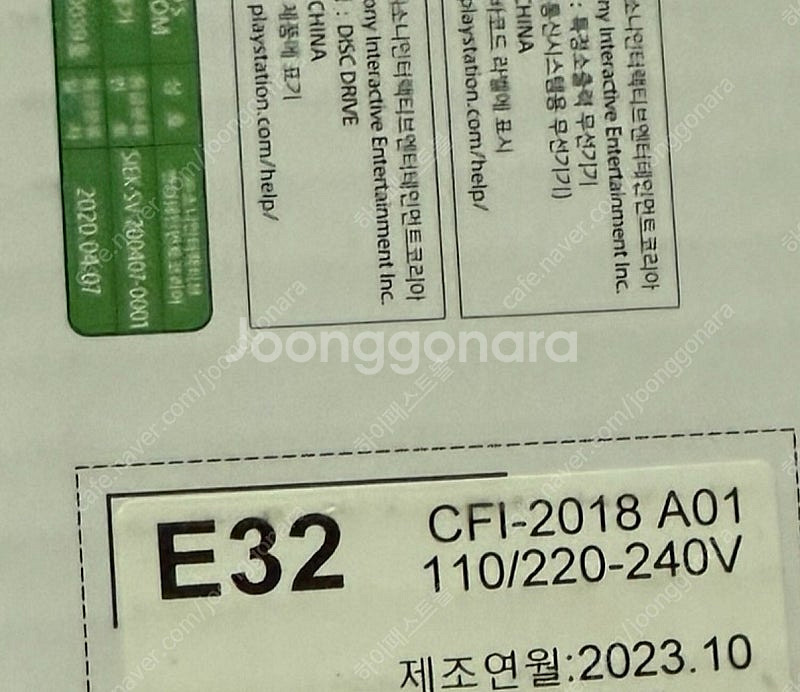 2020.04.07
SIEK-SV-200407-0001
소니인터랙티브엔터테인먼트코리아
Sony Interactive Entertainment Inc.
: DISC DRIVE
CHINA
제품에 표기
playstation.com/help/
소니인터랙티브엔터테인먼트코리아
Sony Interactive Entertainment Inc.
: 특정소출력 무선기기
통신시스템용 무선기기)
CHINA
바코드 라벨에 표시
playstation.com/help/
Joonggonara
E32
CFI-2018 A01
110/220-240V
제조연월:2023.10